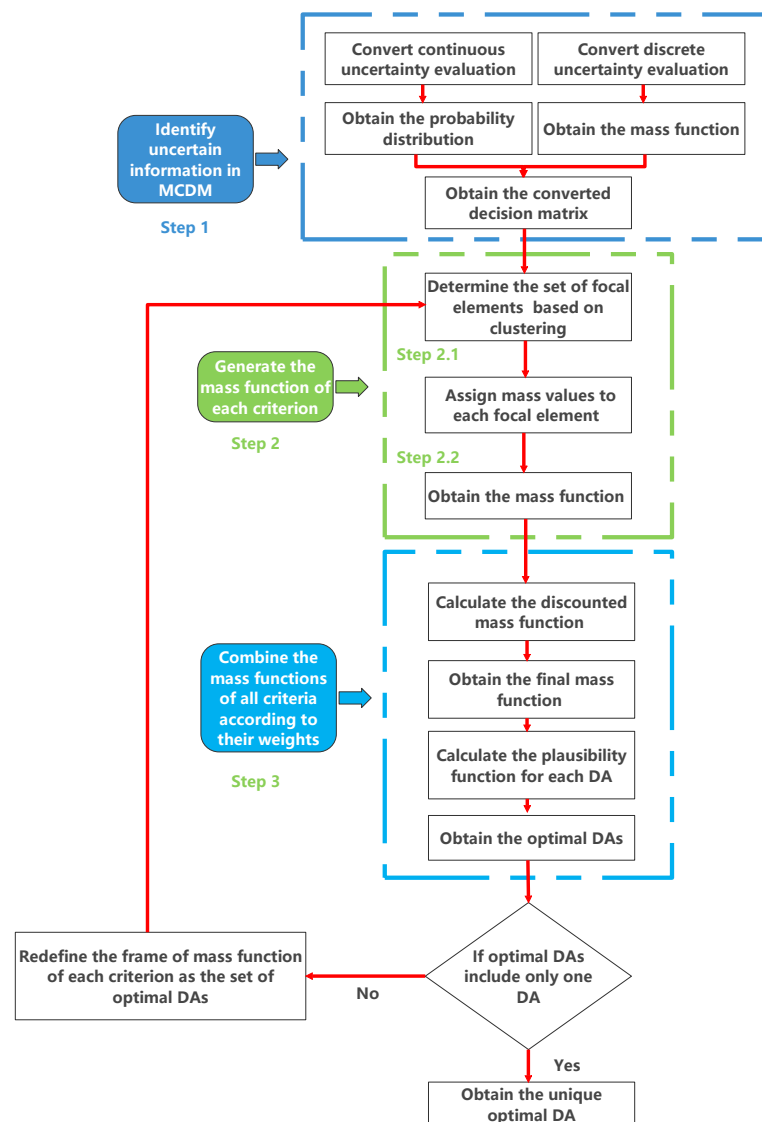 Convert continuous
uncertainty evaluation
Convert discrete
uncertainty evaluation
Obtain the probability
distribution
Obtain the mass function
Identify
uncertain
information in
MCDM
Step 1
Obtain the converted
decision matrix
Determine the set of focal
elements based on
clustering
Step 2.1
Generate the
mass function of
each criterion
Step 2
Assign mass values to
each focal element
Step 2.2
Obtain the mass function
Calculate the discounted
mass function
Combine the
mass functions
of all criteria
according to
their weights
Step 3
Obtain the final mass
function
Calculate the plausibility
function for each DA
Obtain the optimal DAs
If optimal DAs
include only one
DA
No
Redefine the frame of mass function
of each criterion as the set of
optimal DAs
Yes
Obtain the unique
optimal DA